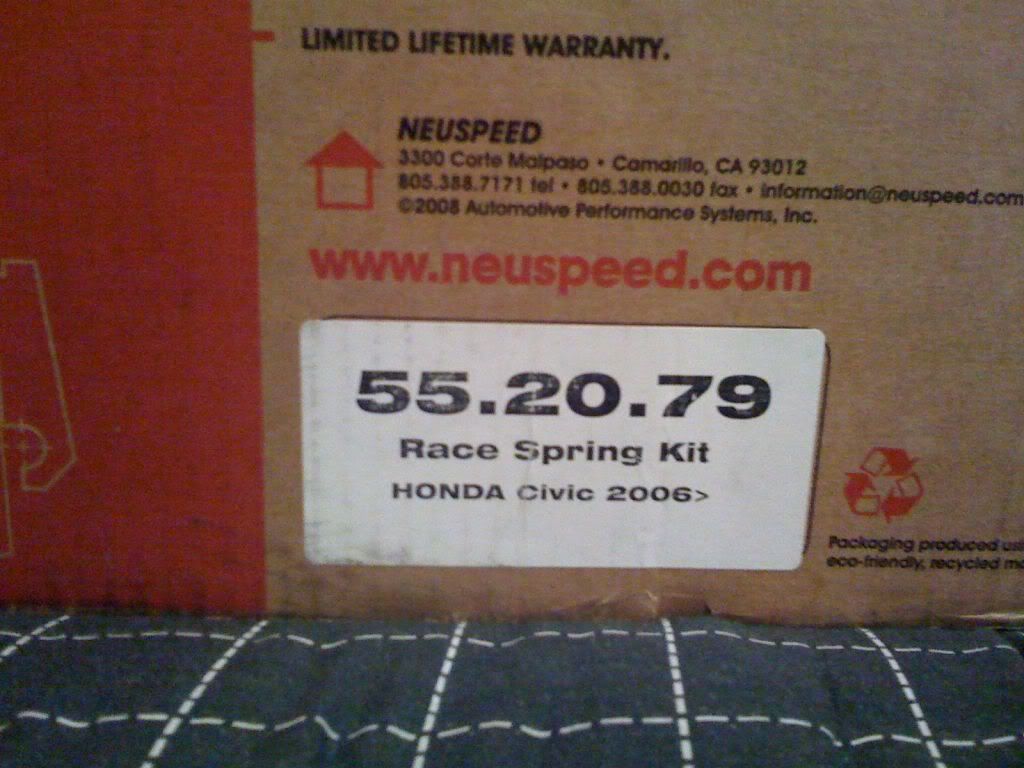 LIMITED LIFETIME WARRANTY.
NEUSPEED
3300 Corte Malpaso • Camarillo, CA 93012
805.388.7171 tel • 805.388.0030 fax • information@neuspeed.com
©2008 Automotive Performance Systems, Inc.
www.neuspeed.com
55.20.79
Race Spring Kit
HONDA Civic 2006>
Packaging produced
eco-friendly, recycled